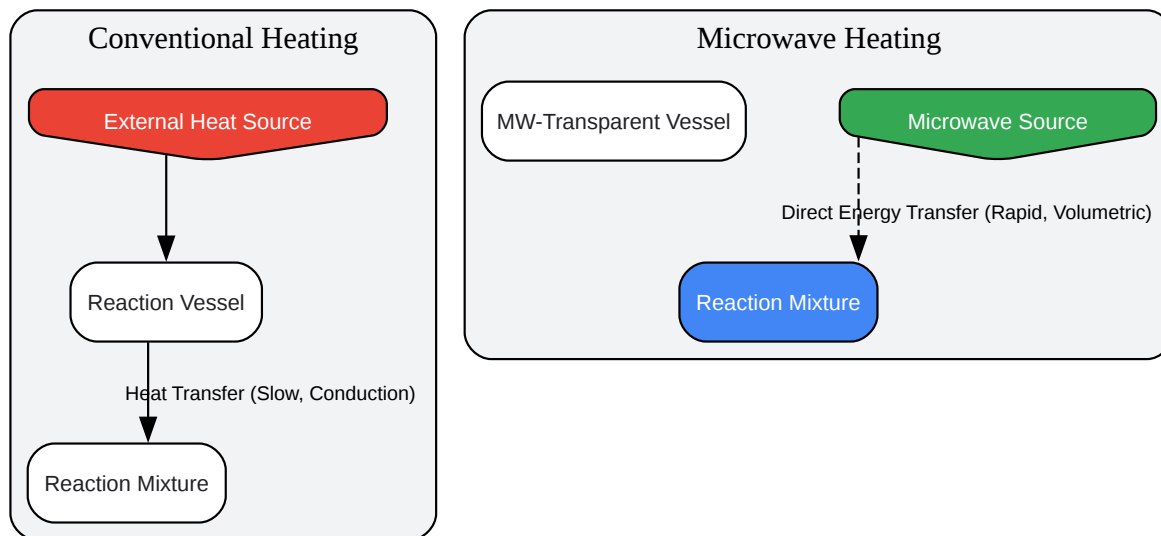 Conventional Heating
External Heat Source
Reaction Vessel
Heat Transfer (Slow, Conduction)
Reaction Mixture
Microwave Heating
MW-Transparent Vessel
Microwave Source
Direct Energy Transfer (Rapid, Volumetric)
Reaction Mixture